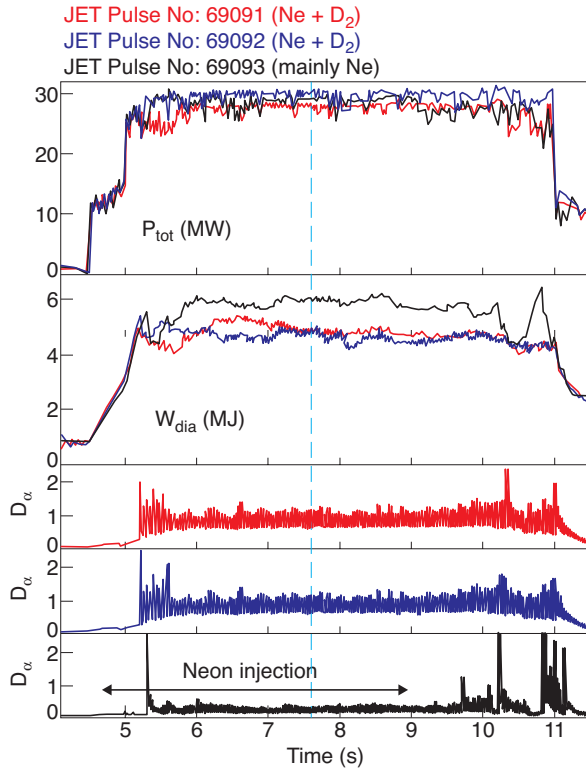 JET Pulse No: 69091 (Ne + D2)
JET Pulse No: 69092 (Ne + D2)
JET Pulse No: 69093 (mainly Ne)
30
20
10
0
Ptot (MW)
6
4
2
0
Wdia (MJ)
Dα
2
1
0
Dα
2
1
0
Dα
2
1
0
Neon injection
5 6 7 8 9 10 11
Time (s)